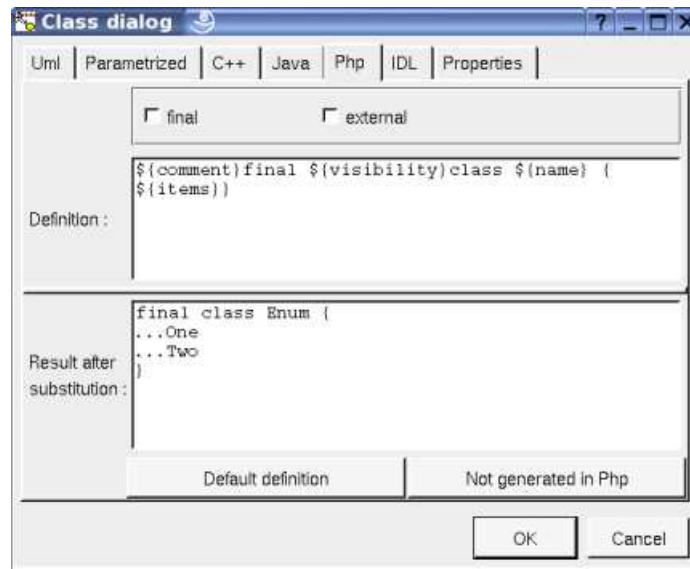 Class dialog
Uml Parametrized C++ Java Php IDL Properties
final external
Definition :
${comment}final ${visibility}class ${name} {
${items}}
Result after
substitution :
final class Enum {
...One
...Two
}
Default definition Not generated in Php
OK Cancel